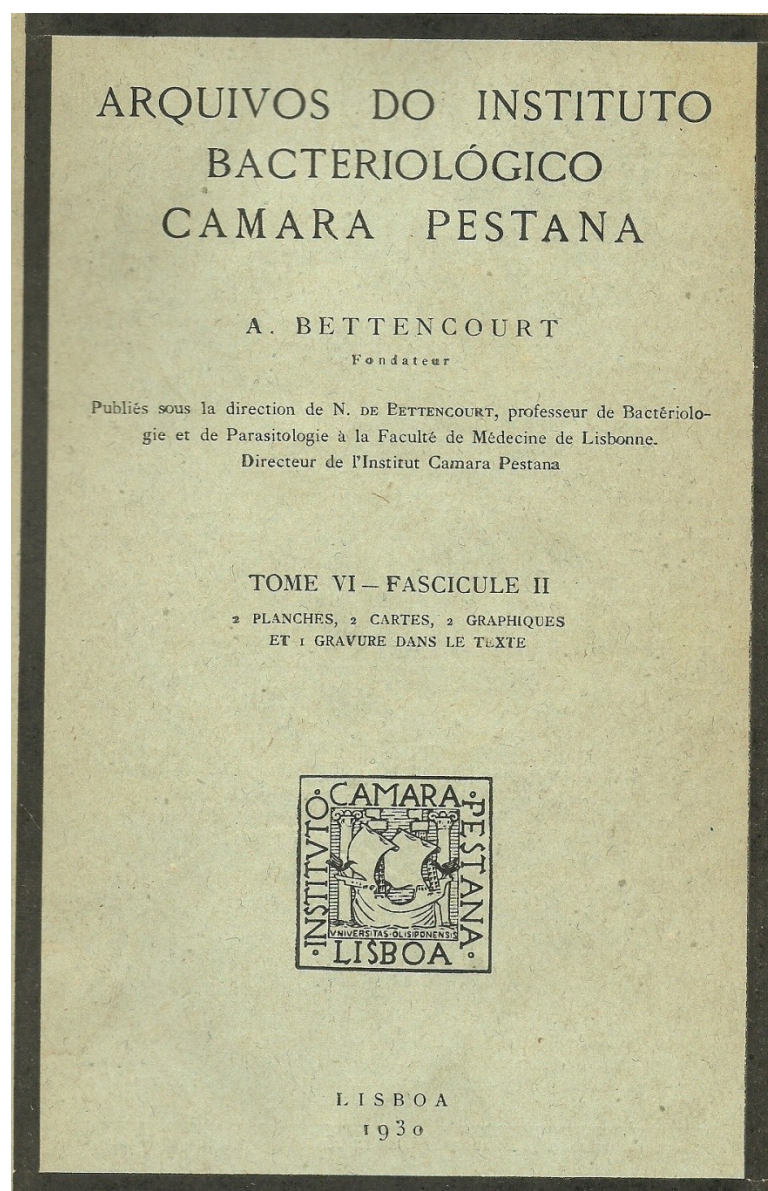 ARQUIVOS DO INSTITUTO
BACTERIOLÓGICO
CAMARA PESTANA
A. BETTENCOURT
Fondateur
Publiés sous la direction de N. DE BETTENCOURT, professeur de Bactériolo-
gie et de Parasitologie à la Faculté de Médecine de Lisbonne.
Directeur de l'Institut Camara Pestana
TOME VI — FASCICULE II
2 PLANCHES, 2 CARTES, 2 GRAPHIQUES
ET 1 GRAVURE DANS LE TEXTE
·INSTITVTO·
CAMARA
·PESTANA·
VNIVERSITAS·OLISIPONENSIS
LISBOA
LISBOA
1930